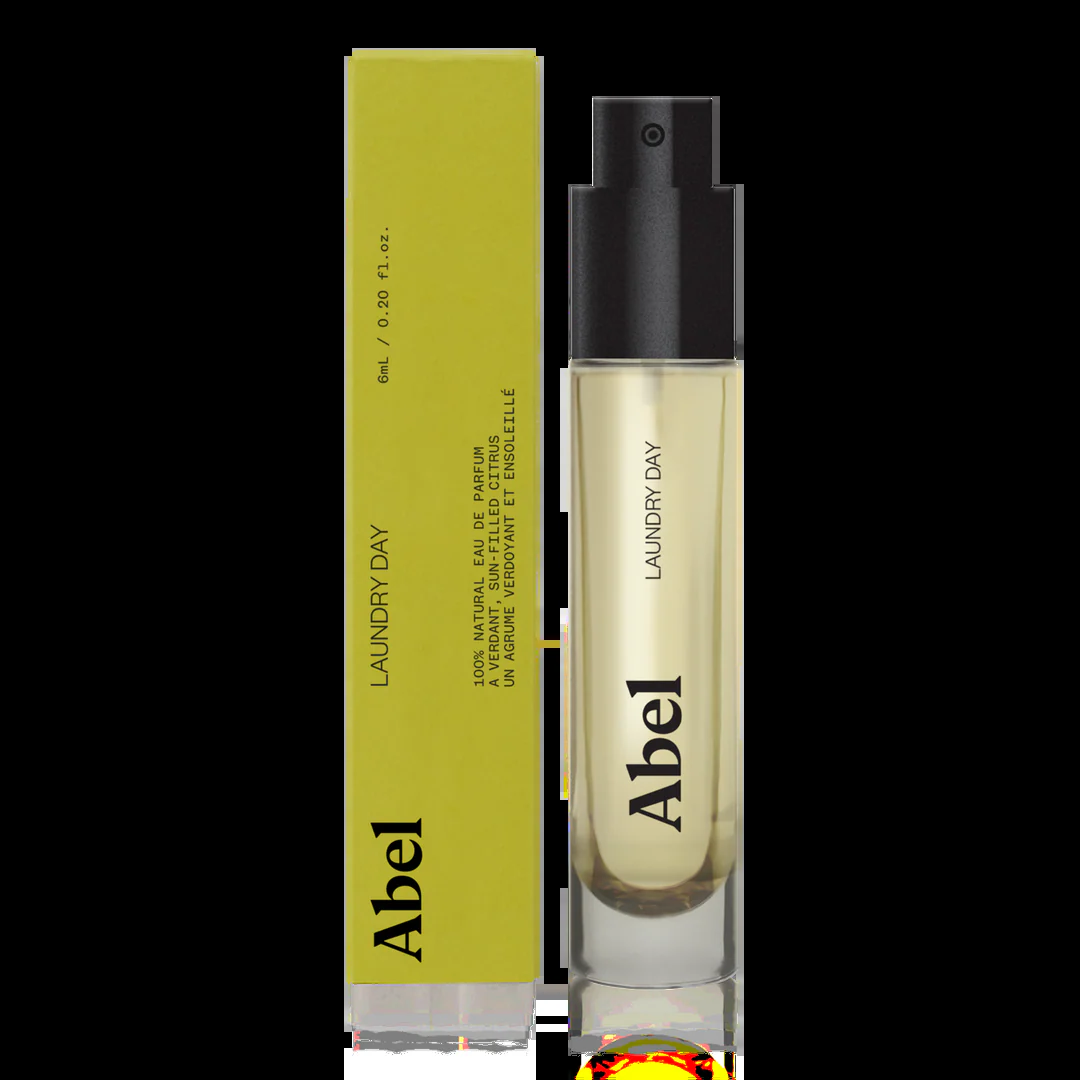 Abel
LAUNDRY DAY
6mL / 0.20 fl.oz.
100% NATURAL EAU DE PARFUM
A VERDANT, SUN-FILLED CITRUS
UN AGRUME VERDOYANT ET ENSOLEILLÉ
Abel
LAUNDRY DAY